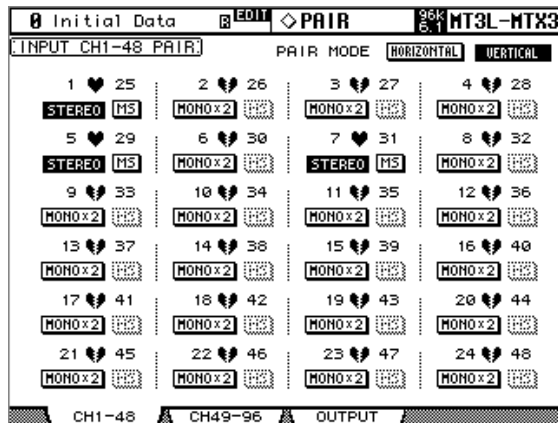 0 Initial Data R EDIT ◇PAIR 96k 6.1 MT3L-MTX3
INPUT CH1-48 PAIR PAIR MODE HORIZONTAL VERTICAL
1 ♥ 25 2 26 3 27 4 28
STEREO MS MONO×2 MS MONO×2 MS MONO×2 MS
5 ♥ 29 6 30 7 ♥ 31 8 32
STEREO MS MONO×2 MS STEREO MS MONO×2 MS
9 33 10 34 11 35 12 36
MONO×2 MS MONO×2 MS MONO×2 MS MONO×2 MS
13 37 14 38 15 39 16 40
MONO×2 MS MONO×2 MS MONO×2 MS MONO×2 MS
17 41 18 42 19 43 20 44
MONO×2 MS MONO×2 MS MONO×2 MS MONO×2 MS
21 45 22 46 23 47 24 48
MONO×2 MS MONO×2 MS MONO×2 MS MONO×2 MS
CH1-48 CH49-96 OUTPUT